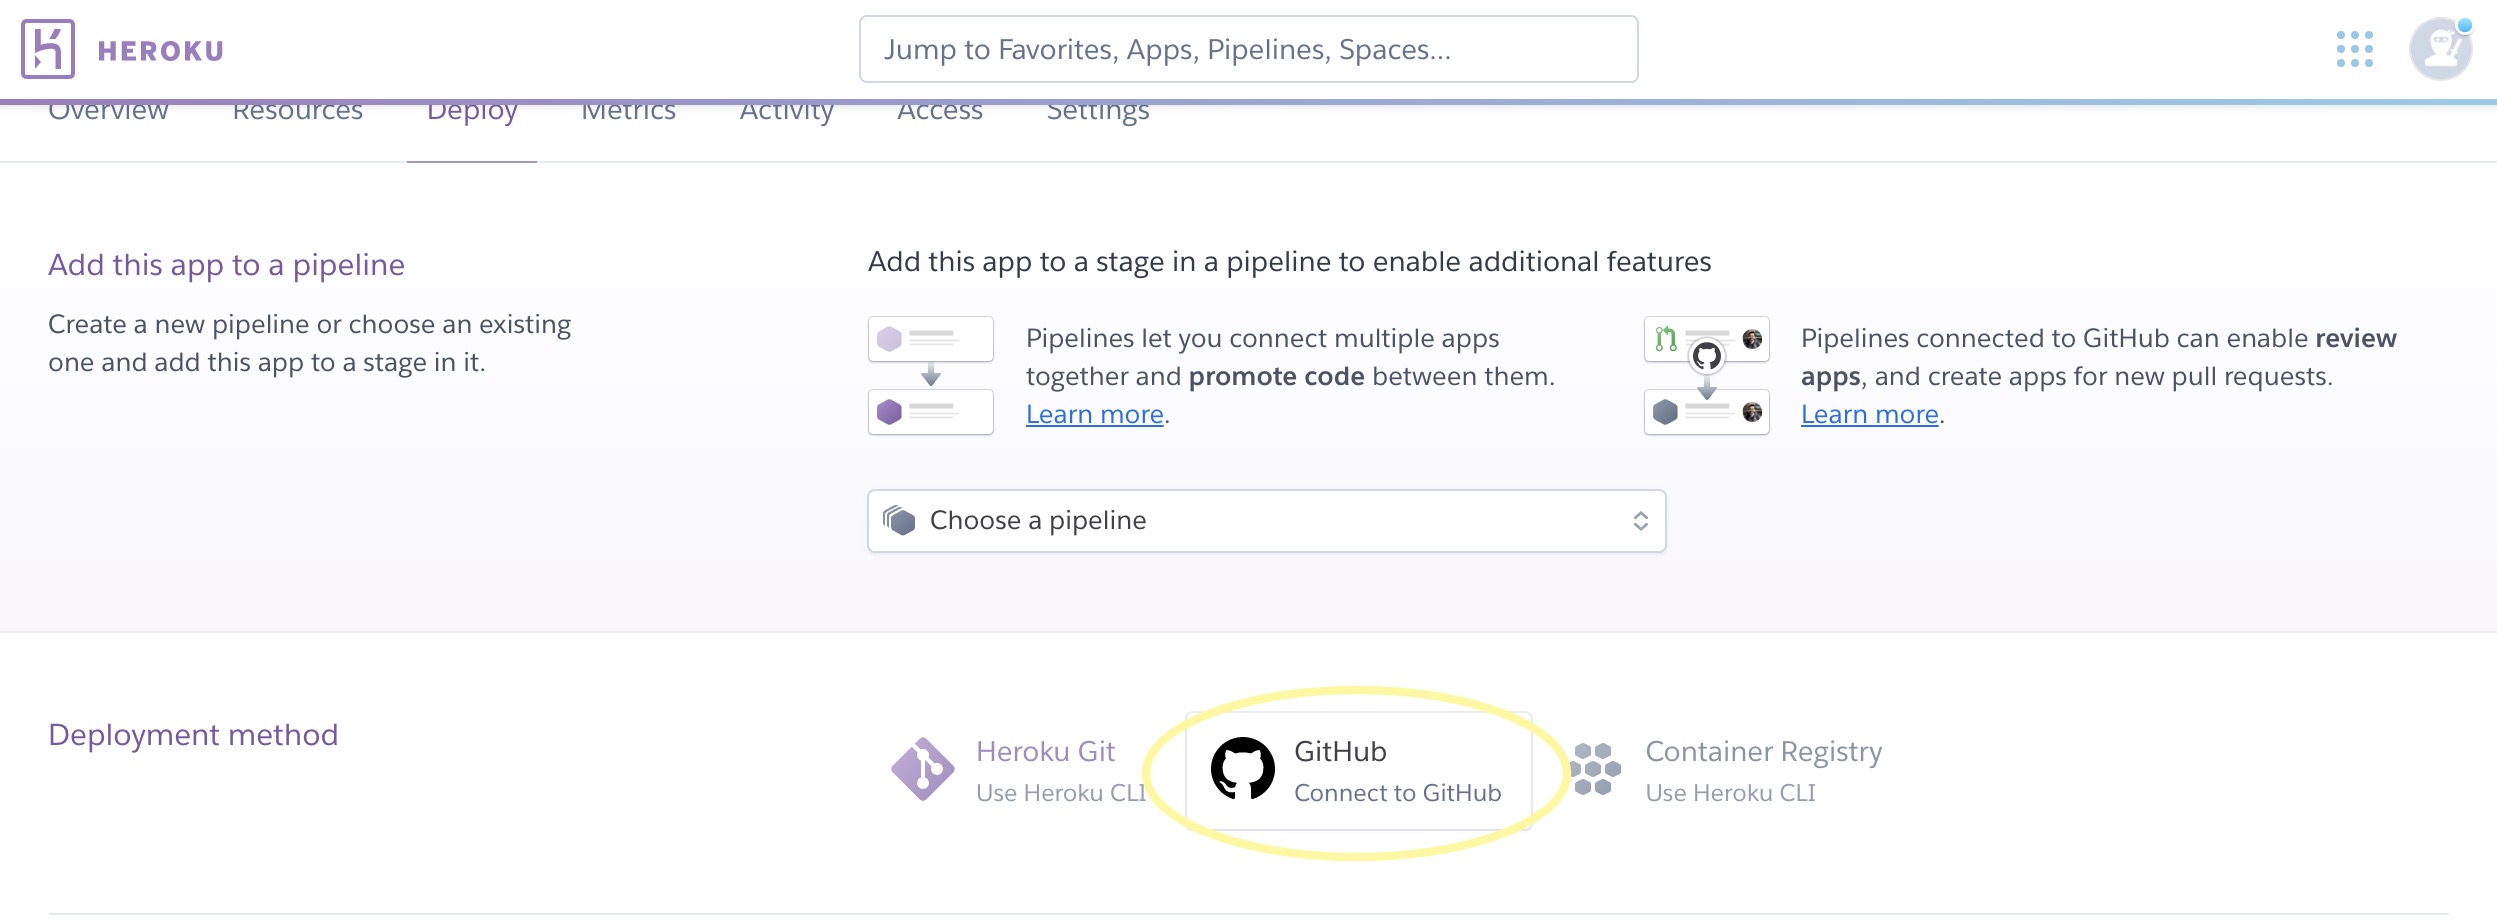 HEROKU
Jump to Favorites, Apps, Pipelines, Spaces...
Overview Resources Deploy Metrics Activity Access Settings
Add this app to a pipeline
Create a new pipeline or choose an existing
one and add this app to a stage in it.
Add this app to a stage in a pipeline to enable additional features
Pipelines let you connect multiple apps
together and promote code between them.
Learn more.
Pipelines connected to GitHub can enable review
apps, and create apps for new pull requests.
Learn more.
Choose a pipeline
Deployment method
Heroku Git
Use Heroku CLI
GitHub
Connect to GitHub
Container Registry
Use Heroku CLI